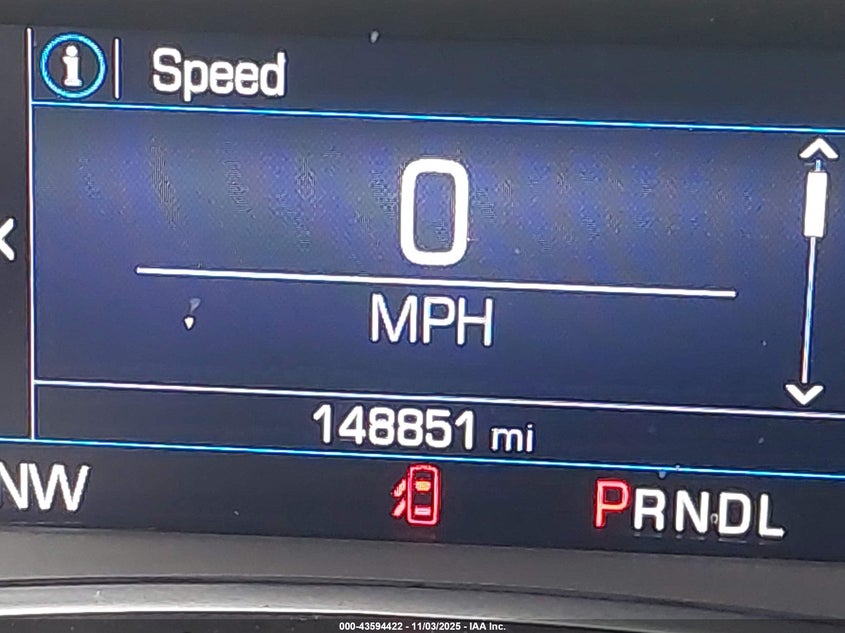 i Speed
0
MPH
148851 mi
NW
PRNDL
000-43594422 - 11/03/2025 - IAA Inc.